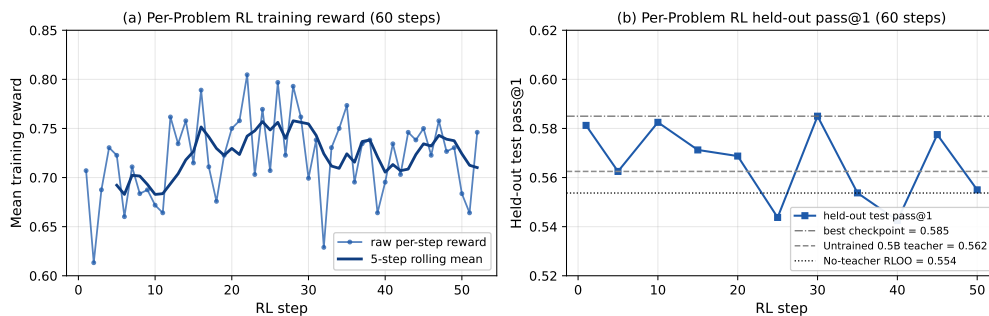 (a) Per-Problem RL training reward (60 steps)
0.85
0.80
0.75
0.70
0.65
0.60
Mean training reward
0
10
20
30
40
50
RL step
raw per-step reward
5-step rolling mean
(b) Per-Problem RL held-out pass@1 (60 steps)
0.62
0.60
0.58
0.56
0.54
0.52
Held-out test pass@1
0
10
20
30
40
50
RL step
held-out test pass@1
best checkpoint = 0.585
Untrained 0.5B teacher = 0.562
No-teacher RLOO = 0.554